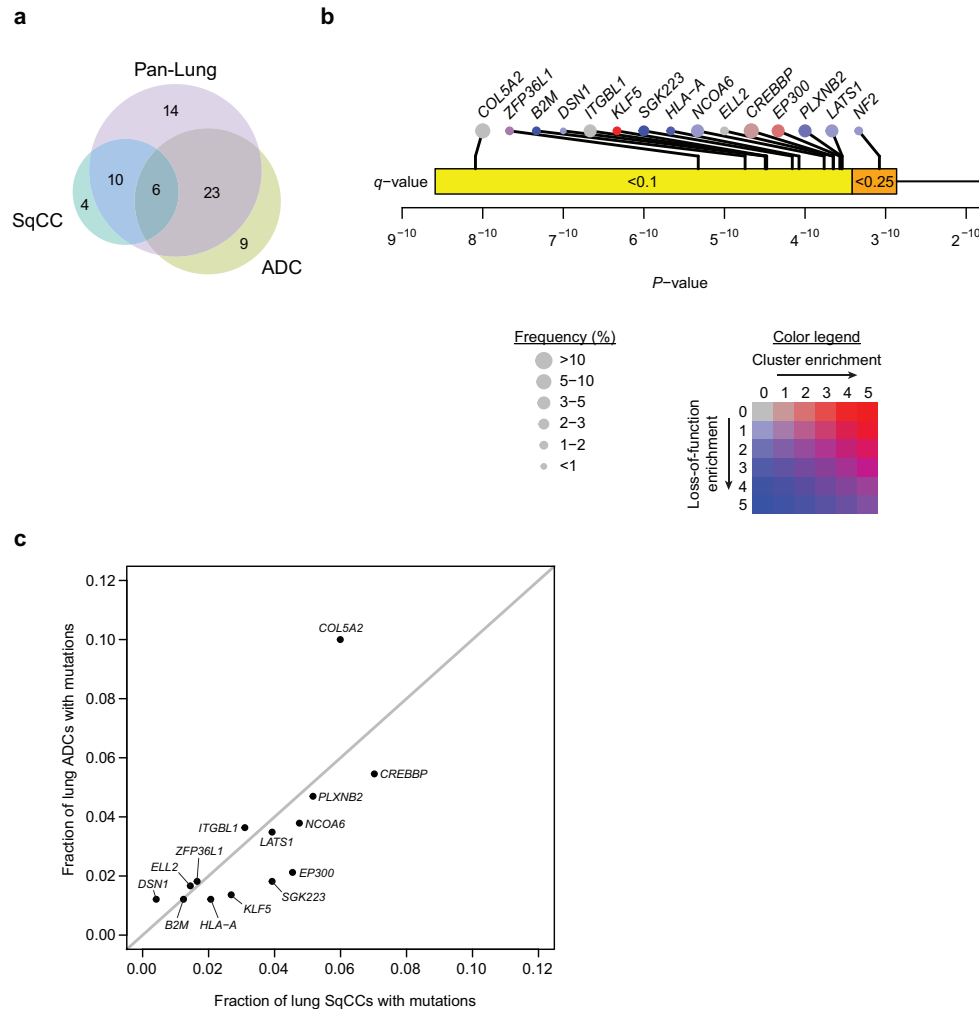 a
Pan-Lung
14
10
6
23
4
9
SqCC
ADC
b
COL5A2
ZFP36L1
B2M
DSN1
ITGBL1
KLF5
SGK223
HLA−A
NCOA6
ELL2
CREBBP
EP300
PLXNB2
LATS1
NF2
q−value
<0.1
<0.25
9⁻¹⁰ 8⁻¹⁰ 7⁻¹⁰ 6⁻¹⁰ 5⁻¹⁰ 4⁻¹⁰ 3⁻¹⁰ 2⁻¹⁰
P−value
Frequency (%)
>10
5−10
3−5
2−3
1−2
<1
Color legend
Cluster enrichment
0 1 2 3 4 5
Loss-of-function
enrichment
0
1
2
3
4
5
c
Fraction of lung ADCs with mutations
0.12
0.10
0.08
0.06
0.04
0.02
0.00
COL5A2
CREBBP
PLXNB2
ITGBL1
NCOA6
LATS1
ZFP36L1
ELL2
EP300
DSN1
SGK223
KLF5
B2M
HLA−A
0.00 0.02 0.04 0.06 0.08 0.10 0.12
Fraction of lung SqCCs with mutations